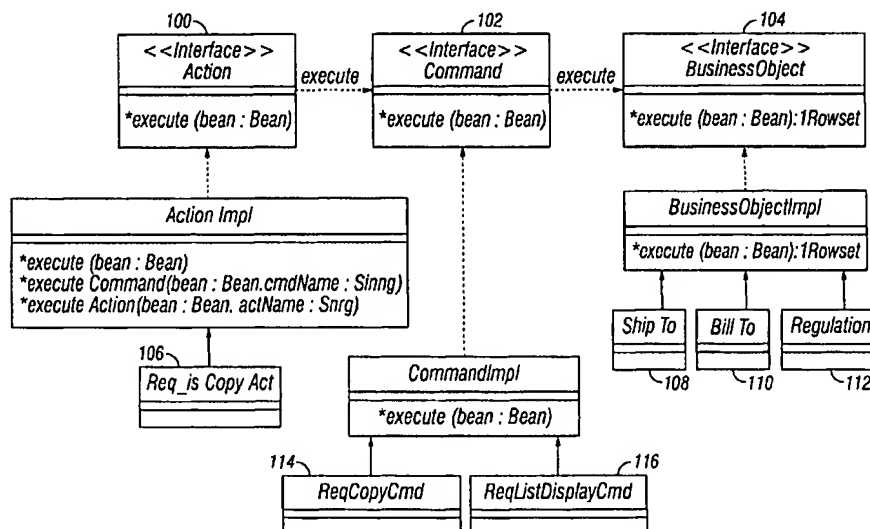 100
102
104
<<Interface>>
Action
<<Interface>>
Command
<<Interface>>
BusinessObject
execute
execute
*execute (bean : Bean)
*execute (bean : Bean)
*execute (bean : Bean):1Rowset
Action Impl
*execute (bean : Bean)
*execute Command(bean : Bean.cmdName : Sinng)
*execute Action(bean : Bean. actName : Snrg)
BusinessObjectImpl
*execute (bean : Bean):1Rowset
Ship To
Bill To
Regulation
108
110
112
106
Req_is Copy Act
CommandImpl
*execute (bean : Bean)
114
116
ReqCopyCmd
ReqListDisplayCmd